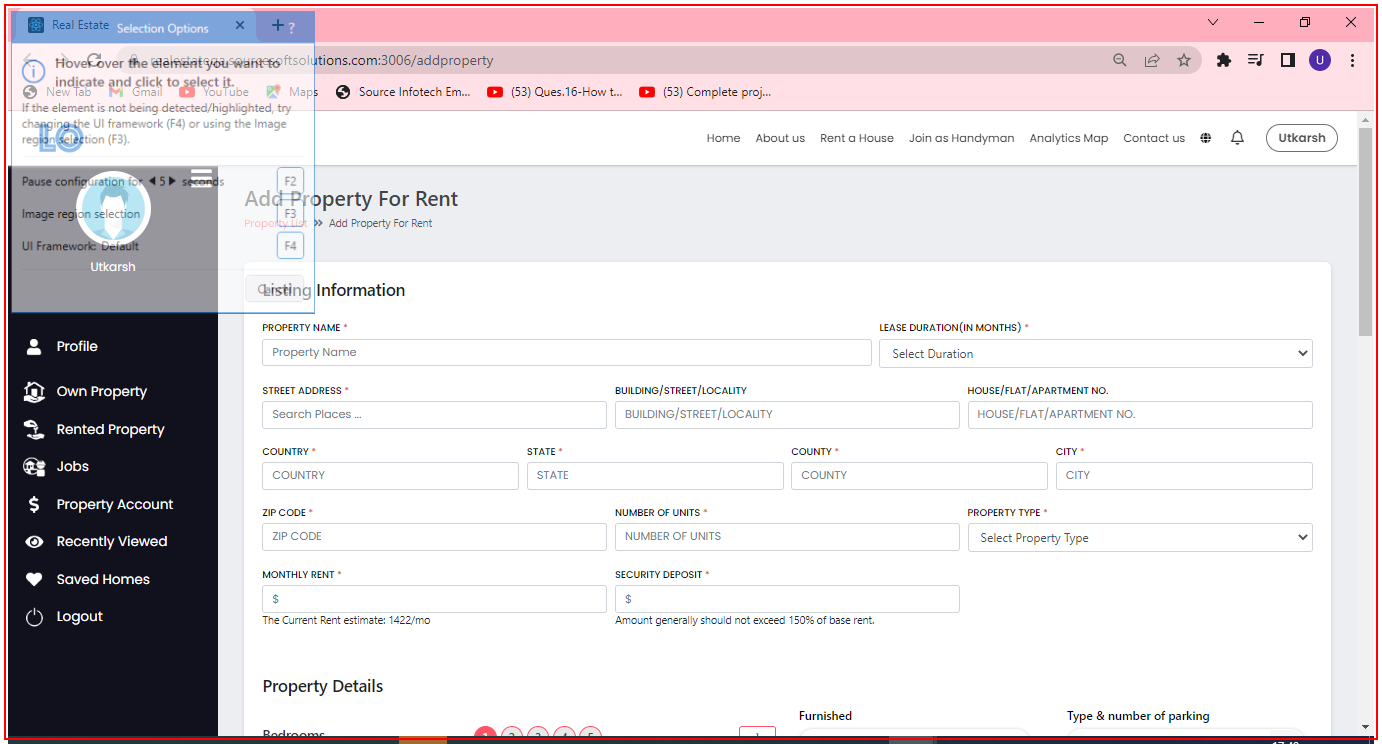 Real Estate
Selection Options
?
realestateqa.sourcesoftsolutions.com:3006/addproperty
U
Hover over the element you want to
indicate and click to select it.
New Tab Gmail YouTube Maps Source Infotech Em... (53) Ques.16-How t... (53) Complete proj...
If the element is not being detected/highlighted, try
changing the UI framework (F4) or using the Image
region selection (F3).
Home About us Rent a House Join as Handyman Analytics Map Contact us Utkarsh
Pause configuration for 5 seconds F2
Image region selection F3
UI Framework: Default F4
Utkarsh
Cancel
Profile
Own Property
Rented Property
Jobs
Property Account
Recently Viewed
Saved Homes
Logout
Add Property For Rent
Property List » Add Property For Rent
Listing Information
PROPERTY NAME * LEASE DURATION(IN MONTHS) *
Property Name Select Duration
STREET ADDRESS * BUILDING/STREET/LOCALITY HOUSE/FLAT/APARTMENT NO.
Search Places ... BUILDING/STREET/LOCALITY HOUSE/FLAT/APARTMENT NO.
COUNTRY * STATE * COUNTY * CITY *
COUNTRY STATE COUNTY CITY
ZIP CODE * NUMBER OF UNITS * PROPERTY TYPE *
ZIP CODE NUMBER OF UNITS Select Property Type
MONTHLY RENT * SECURITY DEPOSIT *
$ $
The Current Rent estimate: 1422/mo Amount generally should not exceed 150% of base rent.
Property Details
Furnished Type & number of parking
Bedrooms 1 2 3 4 5